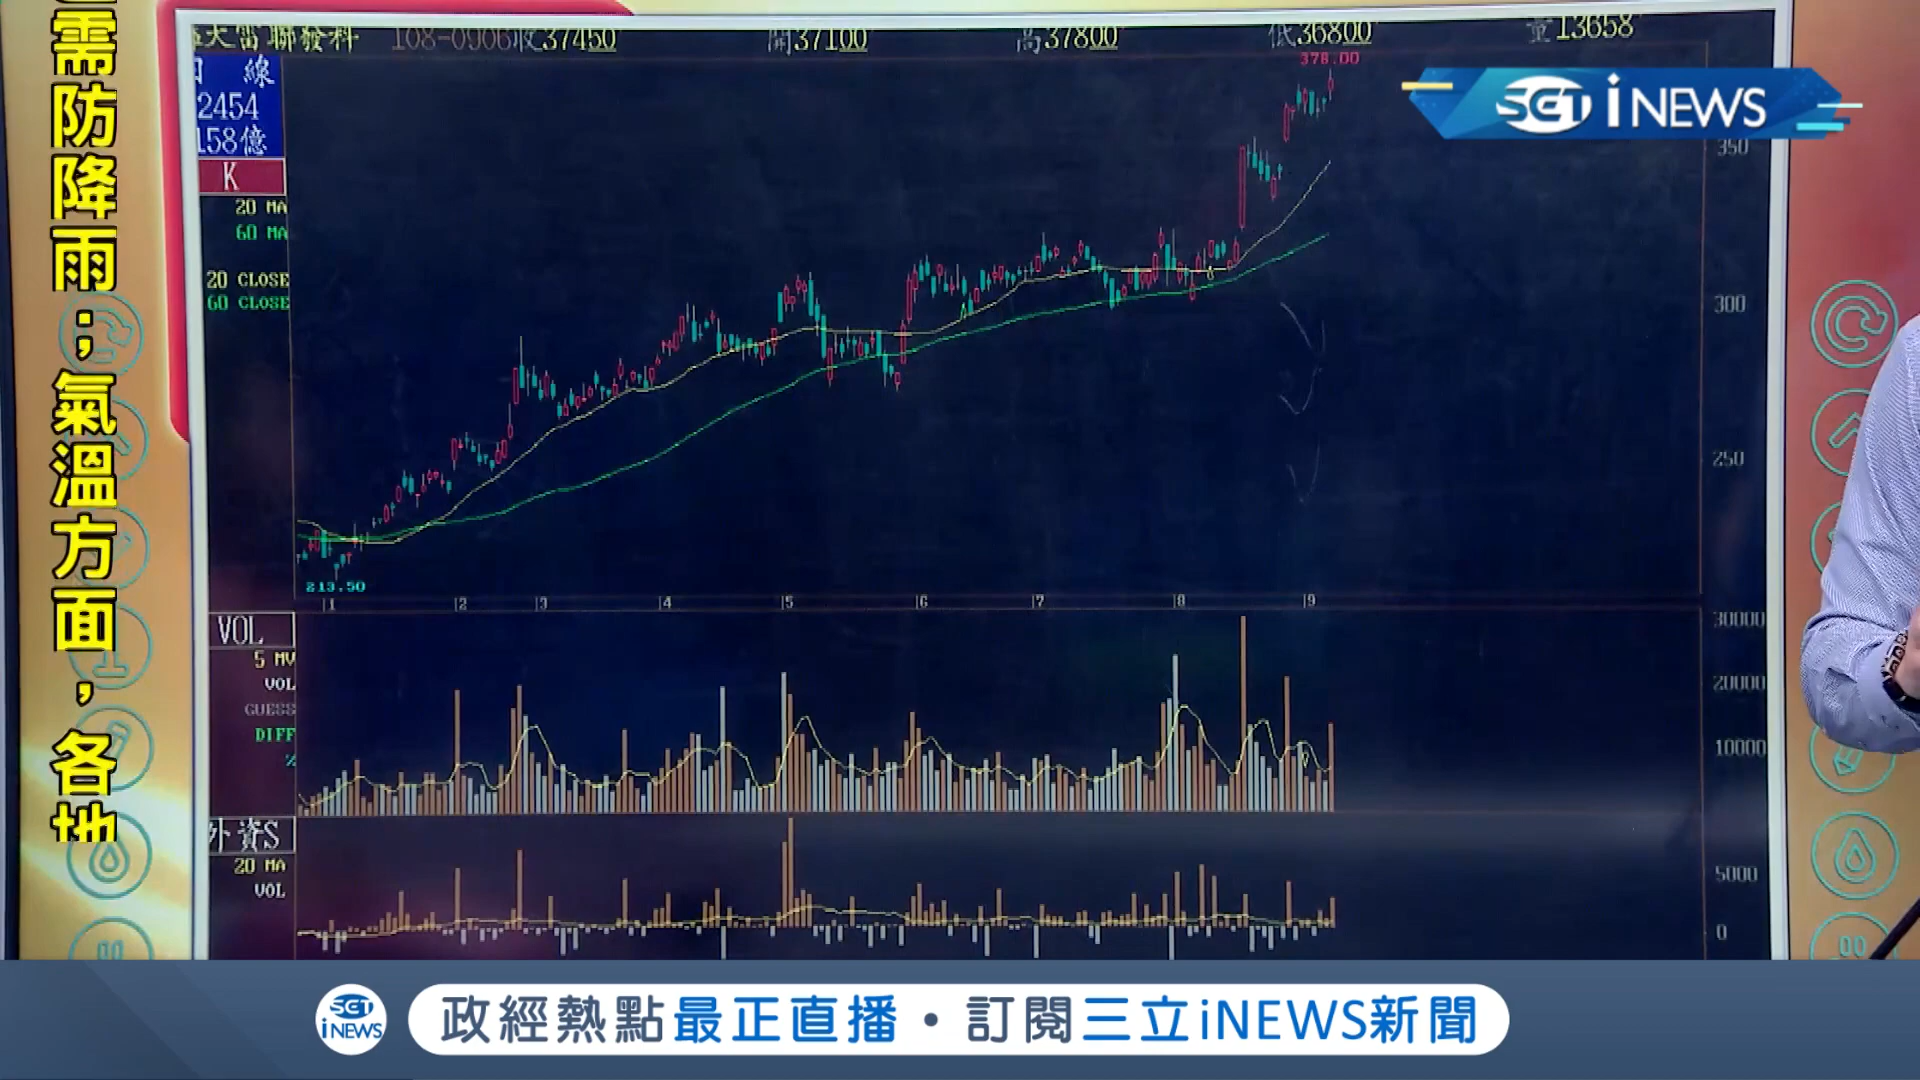 需防降雨；氣溫方面，各地
天富 聯發科 108-0906收37450 開37100 高37800 低36800 量13658
日 線
2454
158億
K
20 MA
60 MA
20 CLOSE
60 CLOSE
378.00
350
300
250
213.50
1 2 3 4 5 6 7 8 9
VOL
5 MV
VOL
GUESS
DIFF
%
30000
20000
10000
外資S
20 MA
VOL
5000
0
SET iNEWS
SET iNEWS
政經熱點最正直播・訂閱三立iNEWS新聞